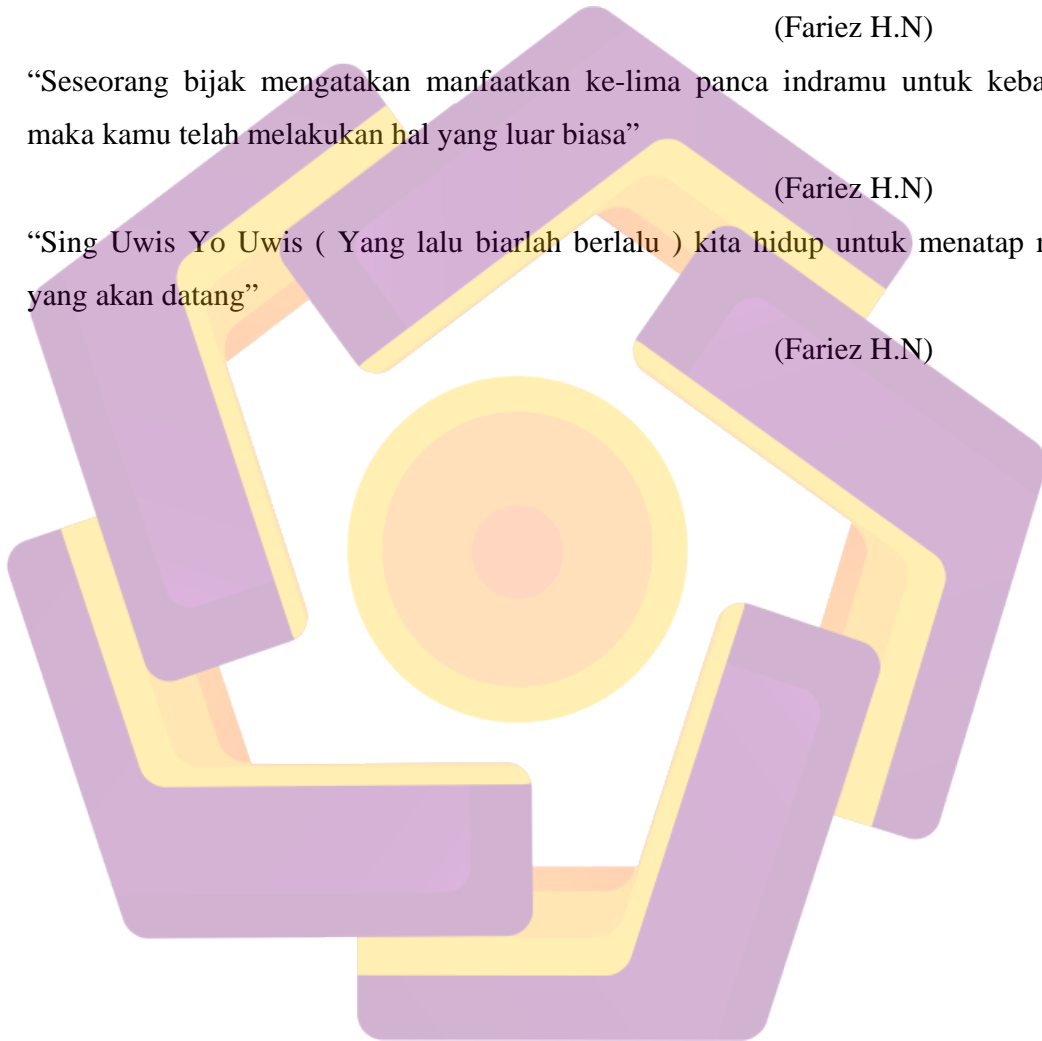 (Fariez H.N)
“Seseorang bijak mengatakan manfaatkan ke-lima panca indramu untuk
maka kamu telah melakukan hal yang luar biasa”
(Fariez H.N)
“Sing Uwis Yo Uwis ( Yang lalu biarlah berlalu ) kita hidup untuk menatap
yang akan datang”
(Fariez H.N)